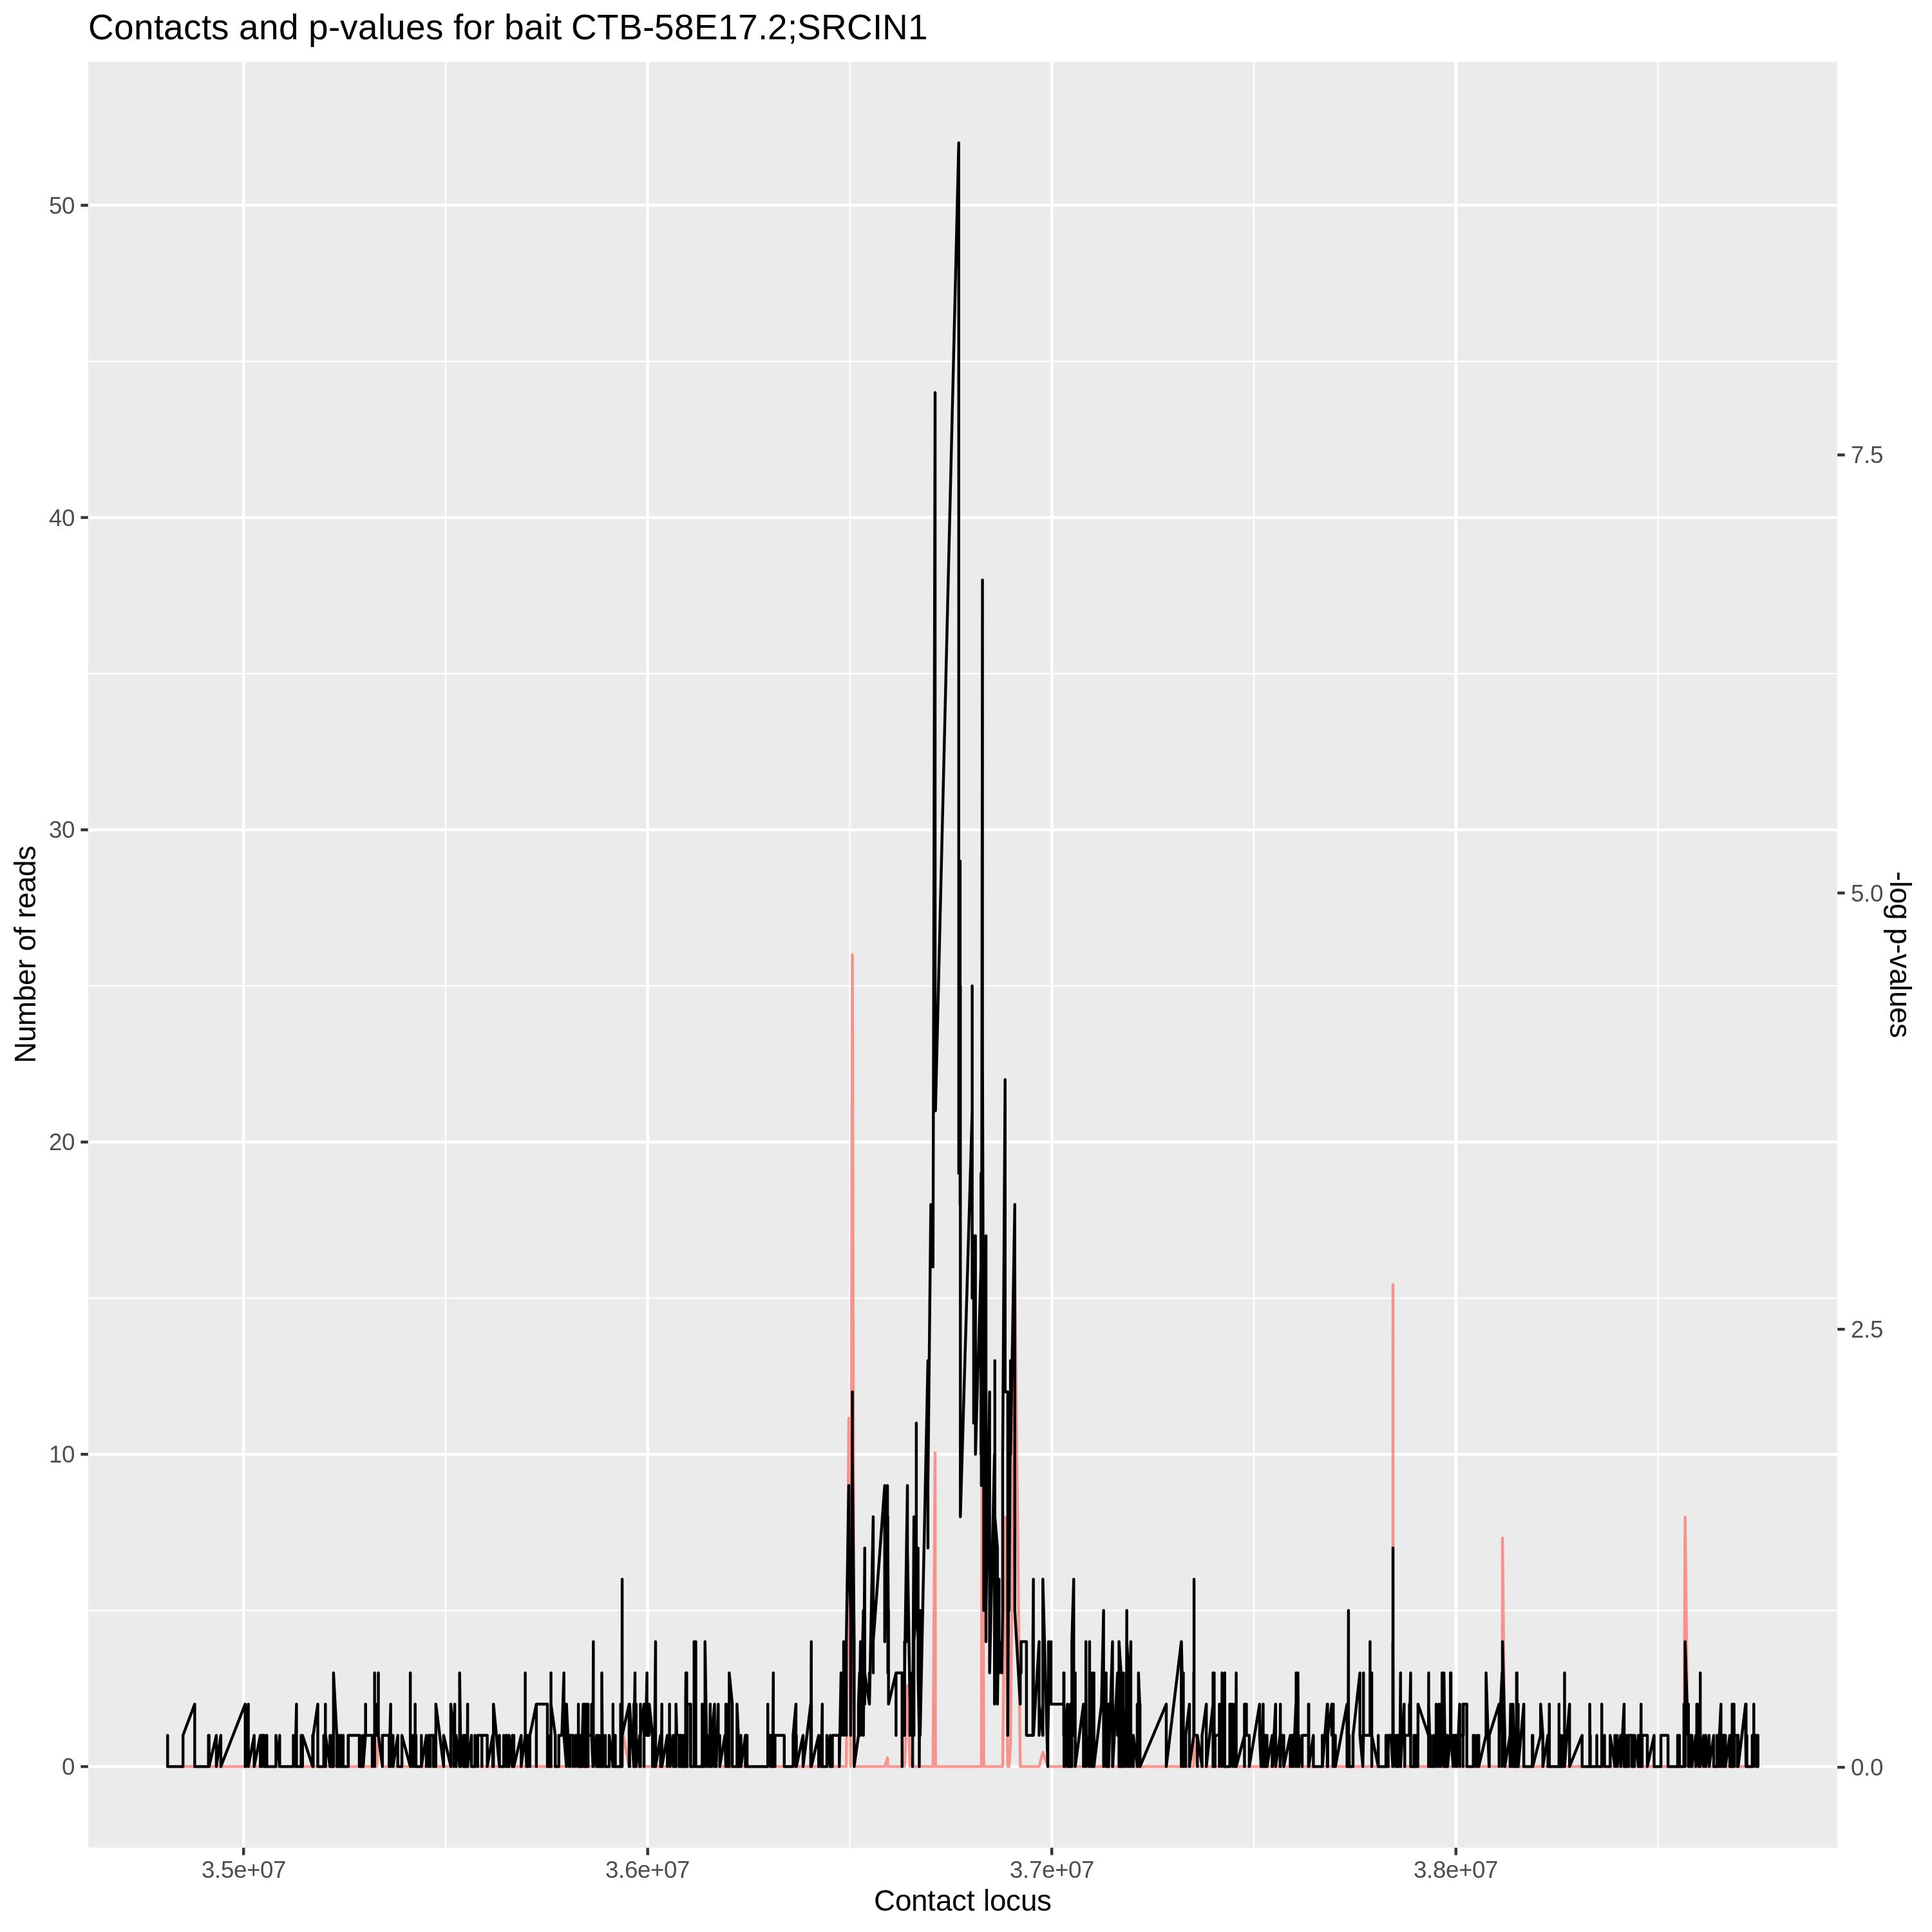 Contacts and p-values for bait CTB-58E17.2;SRCIN1
50
40
30
20
10
0
Number of reads
7.5
5.0
2.5
0.0
-log p-values
3.5e+07 3.6e+07 3.7e+07 3.8e+07
Contact locus